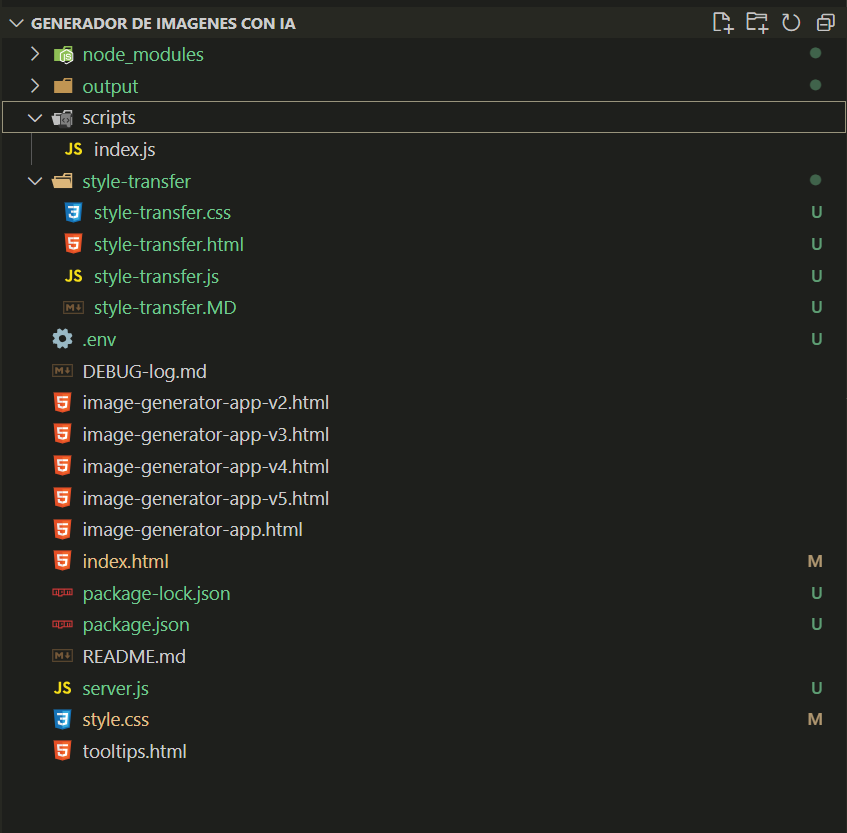 GENERADOR DE IMAGENES CON IA
node_modules
output
scripts
JS index.js
style-transfer
style-transfer.css U
style-transfer.html U
JS style-transfer.js U
style-transfer.MD U
.env U
DEBUG-log.md
image-generator-app-v2.html
image-generator-app-v3.html
image-generator-app-v4.html
image-generator-app-v5.html
image-generator-app.html
index.html M
package-lock.json U
package.json U
README.md
JS server.js U
style.css M
tooltips.html